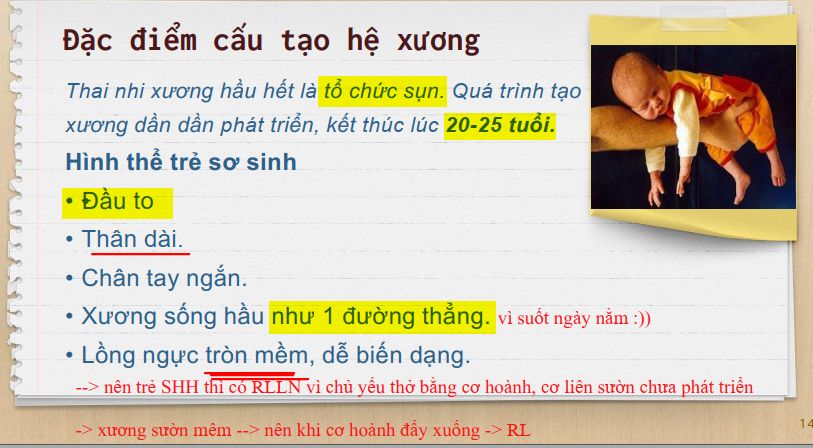 Đặc điểm cấu tạo hệ xương
Thai nhi xương hầu hết là tổ chức sụn. Quá trình tạo
xương dần dần phát triển, kết thúc lúc 20-25 tuổi.
Hình thể trẻ sơ sinh
• Đầu to
• Thân dài.
• Chân tay ngắn.
• Xương sống hầu như 1 đường thẳng. vì suốt ngày nằm :))
• Lồng ngực tròn mềm, dễ biến dạng.
--> nên trẻ SHH thì có RLLN vì chủ yếu thở bằng cơ hoành, cơ liên sườn chưa phát triển
-> xương sườn mêm --> nên khi cơ hoành đẩy xuống -> RL
14